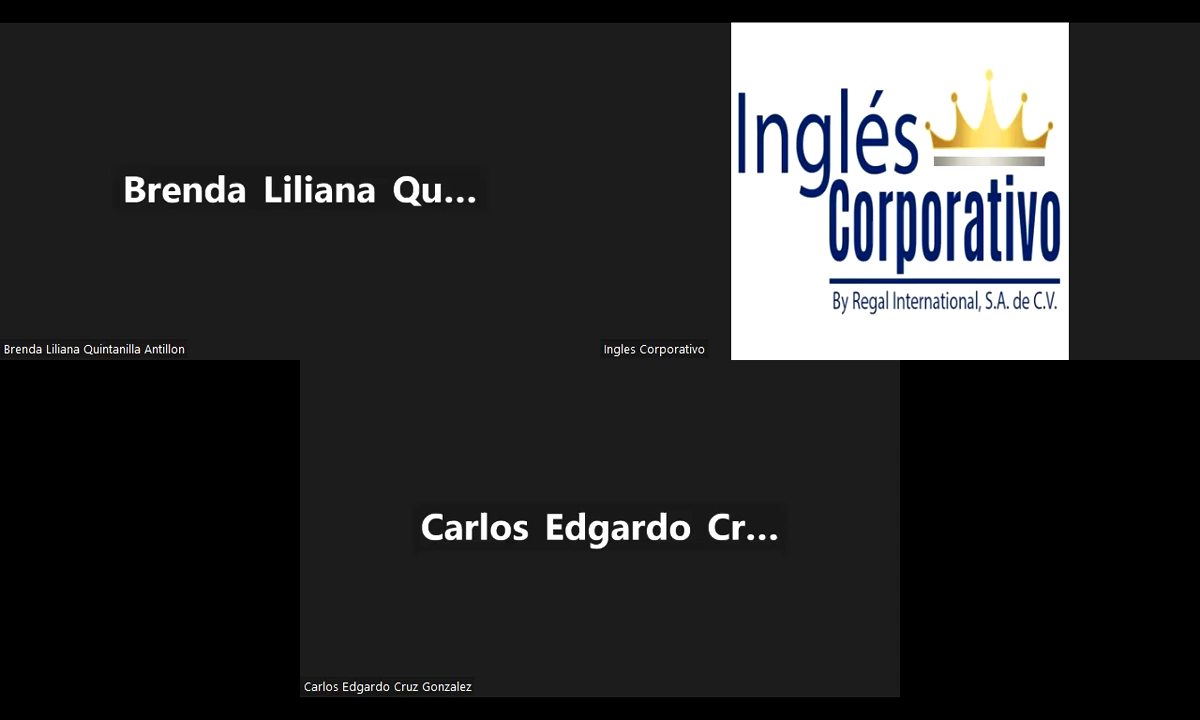 Brenda Liliana Qu...
Brenda Liliana Quintanilla Antillon
Inglés
Corporativo
By Regal International, S.A. de C.V.
Ingles Corporativo
Carlos Edgardo Cr...
Carlos Edgardo Cruz Gonzalez